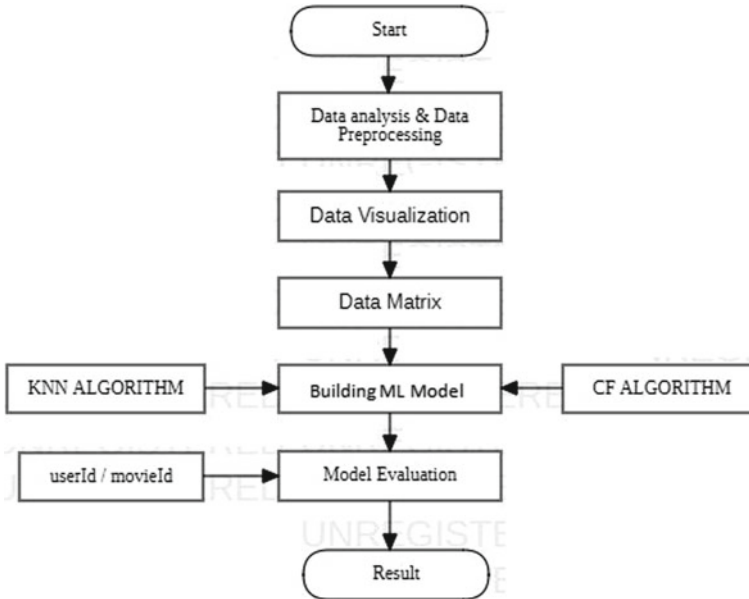 Start
Data analysis & Data
Preprocessing
Data Visualization
Data Matrix
KNN ALGORITHM
Building ML Model
CF ALGORITHM
userId / movieId
Model Evaluation
UNREGISTE
Result